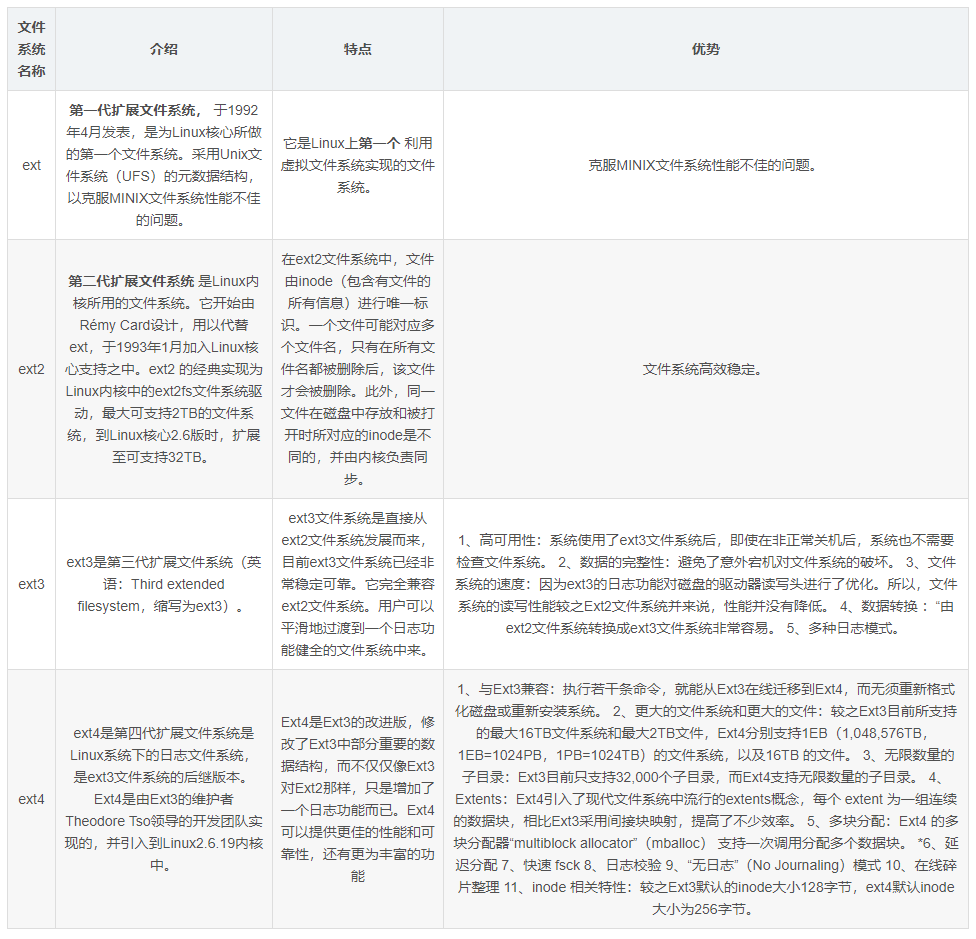 文件
系统
名称
介绍
特点
优势
ext
第一代扩展文件系统， 于1992
年4月发表，是为Linux核心所做
的第一个文件系统。采用Unix文
件系统（UFS）的元数据结构，
以克服MINIX文件系统性能不佳
的问题。
它是Linux上第一个 利用
虚拟文件系统实现的文件
系统。
克服MINIX文件系统性能不佳的问题。
ext2
第二代扩展文件系统 是Linux内
核所用的文件系统。它开始由
Rémy Card设计，用以代替
ext，于1993年1月加入Linux核
心支持之中。ext2 的经典实现为
Linux内核中的ext2fs文件系统驱
动，最大可支持2TB的文件系
统，到Linux核心2.6版时，扩展
至可支持32TB。
在ext2文件系统中，文件
由inode（包含有文件的
所有信息）进行唯一标
识。一个文件可能对应多
个文件名，只有在所有文
件名都被删除后，该文件
才会被删除。此外，同一
文件在磁盘中存放和被打
开时所对应的inode是不
同的，并由内核负责同
步。
文件系统高效稳定。
ext3
ext3是第三代扩展文件系统（英
语：Third extended
filesystem，缩写为ext3）。
ext3文件系统是直接从
ext2文件系统发展而来，
目前ext3文件系统已经非
常稳定可靠。它完全兼容
ext2文件系统。用户可以
平滑地过渡到一个日志功
能健全的文件系统中来。
1、高可用性：系统使用了ext3文件系统后，即使在非正常关机后，系统也不需要
检查文件系统。 2、数据的完整性：避免了意外宕机对文件系统的破坏。 3、文件
系统的速度：因为ext3的日志功能对磁盘的驱动器读写头进行了优化。所以，文件
系统的读写性能较之Ext2文件系统并来说，性能并没有降低。 4、数据转换 ：“由
ext2文件系统转换成ext3文件系统非常容易。 5、多种日志模式。
ext4
ext4是第四代扩展文件系统是
Linux系统下的日志文件系统，
是ext3文件系统的后继版本。
Ext4是由Ext3的维护者
Theodore Tso领导的开发团队实
现的，并引入到Linux2.6.19内核
中。
Ext4是Ext3的改进版，修
改了Ext3中部分重要的数
据结构，而不仅仅像Ext3
对Ext2那样，只是增加了
一个日志功能而已。Ext4
可以提供更佳的性能和可
靠性，还有更为丰富的功
能
1、与Ext3兼容：执行若干条命令，就能从Ext3在线迁移到Ext4，而无须重新格式
化磁盘或重新安装系统。 2、更大的文件系统和更大的文件：较之Ext3目前所支持
的最大16TB文件系统和最大2TB文件，Ext4分别支持1EB（1,048,576TB，
1EB=1024PB，1PB=1024TB）的文件系统，以及16TB 的文件。 3、无限数量的
子目录：Ext3目前只支持32,000个子目录，而Ext4支持无限数量的子目录。 4、
Extents：Ext4引入了现代文件系统中流行的extents概念，每个 extent 为一组连续
的数据块，相比Ext3采用间接块映射，提高了不少效率。 5、多块分配：Ext4 的多
块分配器“multiblock allocator”（mballoc） 支持一次调用分配多个数据块。 *6、延
迟分配 7、快速 fsck 8、日志校验 9、“无日志”（No Journaling）模式 10、在线碎
片整理 11、inode 相关特性：较之Ext3默认的inode大小128字节，ext4默认inode
大小为256字节。